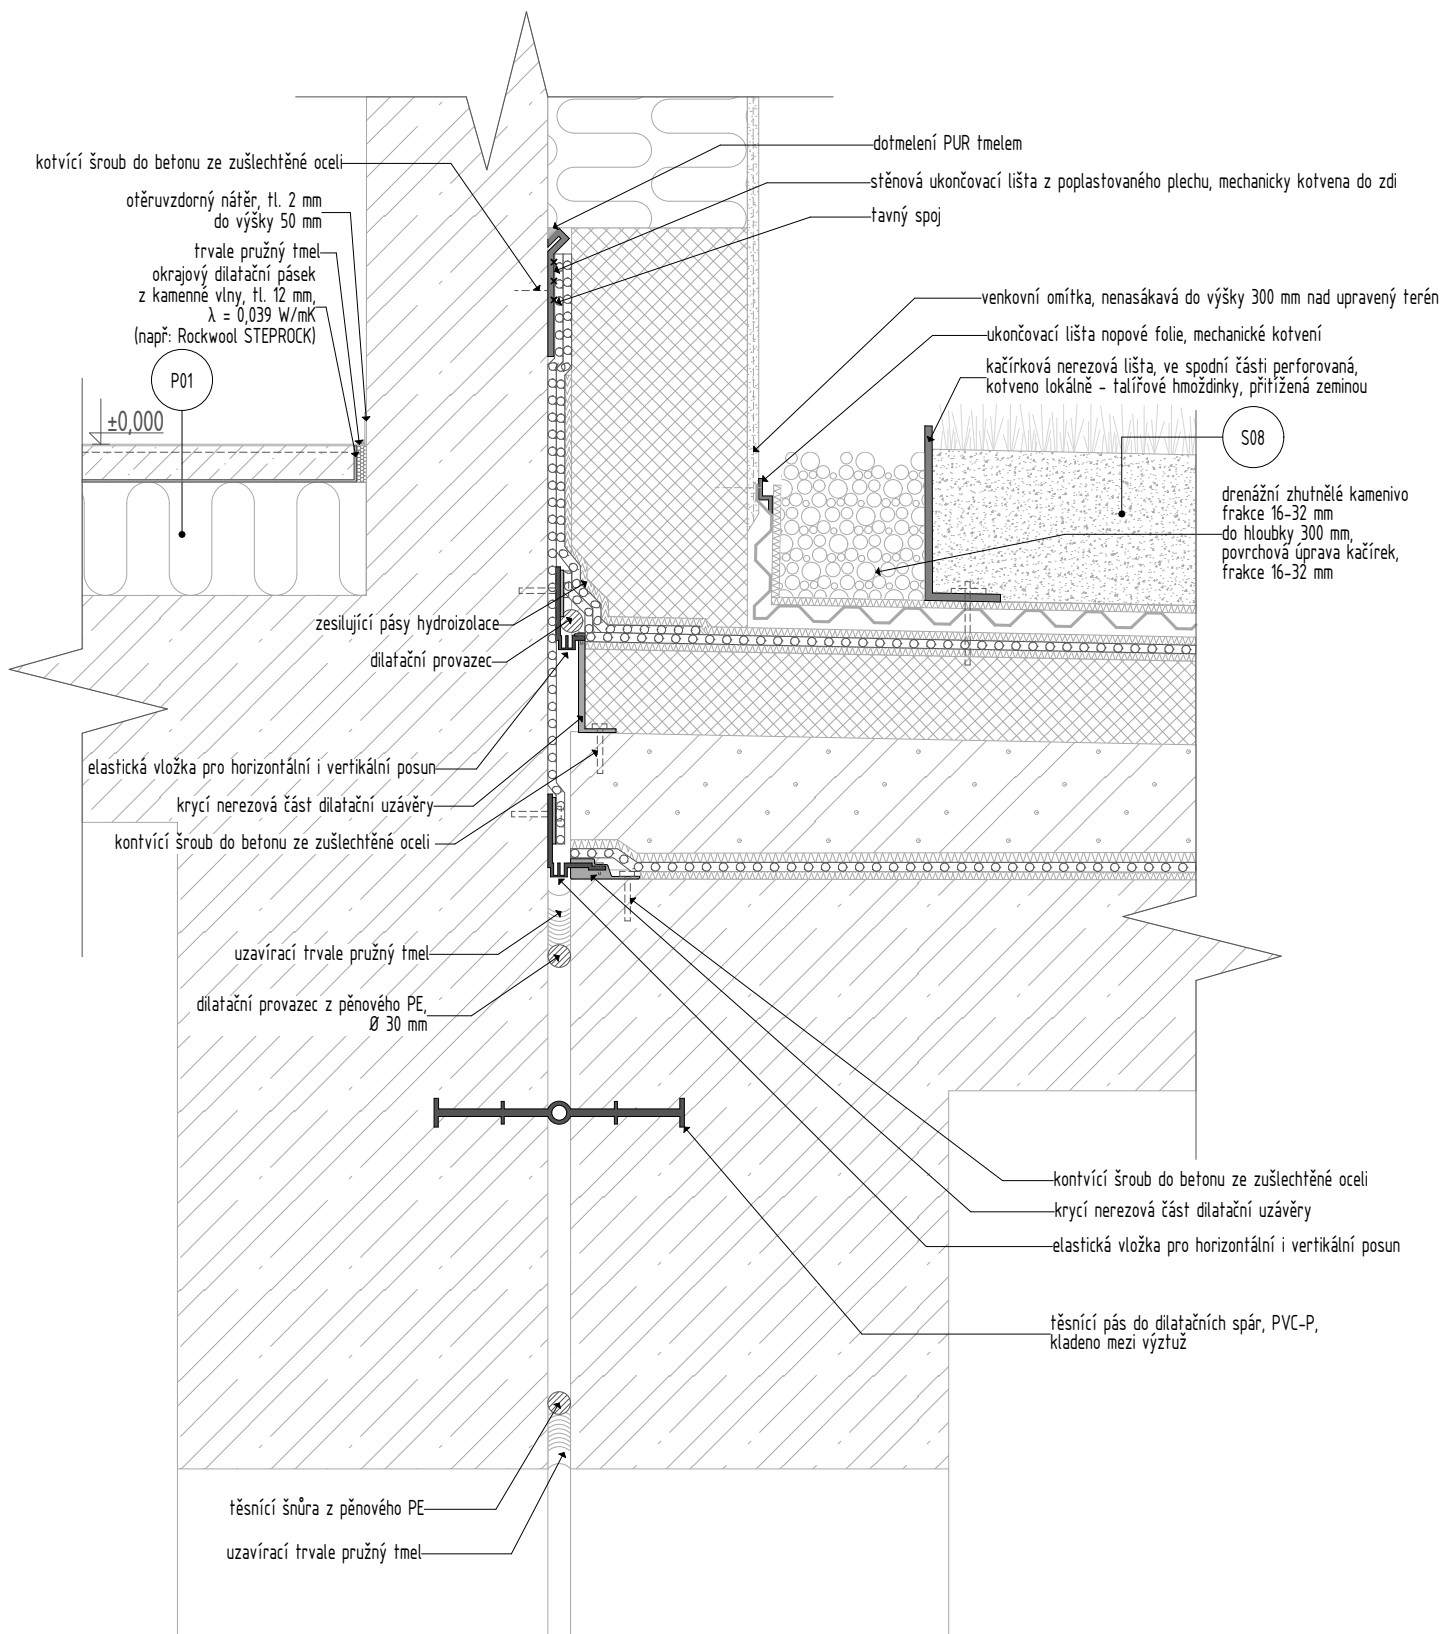 kotvící šroub do betonu ze zušlechtěné oceli
otěruvzdorný nátěr, tl. 2 mm
do výšky 50 mm
trvale pružný tmel
okrajový dilatační pásek
z kamenné vlny, tl. 12 mm,
λ = 0,039 W/mK
(např: Rockwool STEPROCK)
P01
±0,000
dotmelení PUR tmelem
stěnová ukončovací lišta z poplastovaného plechu, mechanicky kotvena do zdi
tavný spoj
venkovní omítka, nenasákavá do výšky 300 mm nad upravený terén
ukončovací lišta nopové folie, mechanické kotvení
kačírková nerezová lišta, ve spodní části perforovaná,
kotveno lokálně - talířové hmoždinky, přitížená zeminou
S08
drenážní zhutnělé kamenivo
frakce 16-32 mm
do hloubky 300 mm,
povrchová úprava kačírek,
frakce 16-32 mm
zesilující pásy hydroizolace
dilatační provazec
elastická vložka pro horizontální i vertikální posun
krycí nerezová část dilatační uzávěry
kontvící šroub do betonu ze zušlechtěné oceli
uzavírací trvale pružný tmel
dilatační provazec z pěnového PE,
Ø 30 mm
kontvící šroub do betonu ze zušlechtěné oceli
krycí nerezová část dilatační uzávěry
elastická vložka pro horizontální i vertikální posun
těsnící pás do dilatačních spár, PVC-P,
kladeno mezi výztuž
těsnící šnůra z pěnového PE
uzavírací trvale pružný tmel